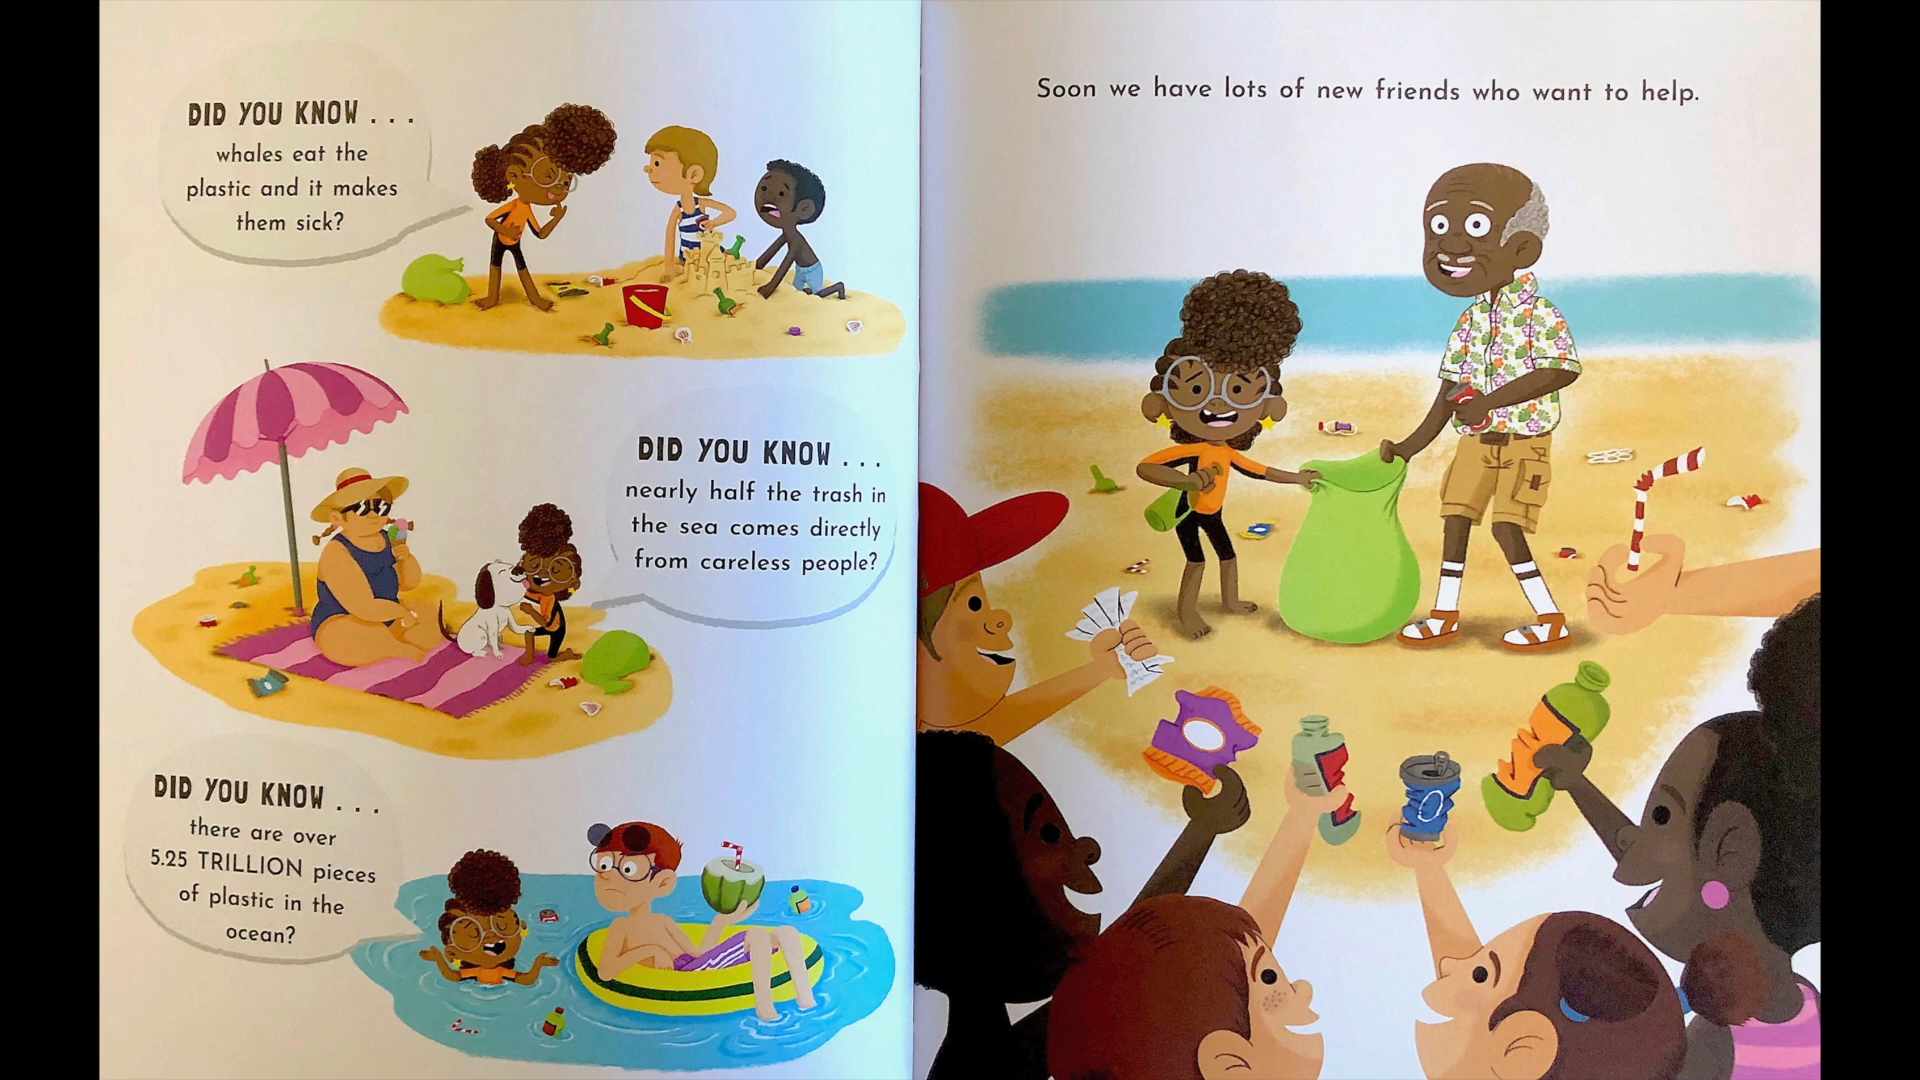 DID YOU KNOW . . .
whales eat the
plastic and it makes
them sick?
DID YOU KNOW . . .
nearly half the trash in
the sea comes directly
from careless people?
DID YOU KNOW . . .
there are over
5.25 TRILLION pieces
of plastic in the
ocean?
Soon we have lots of new friends who want to help.